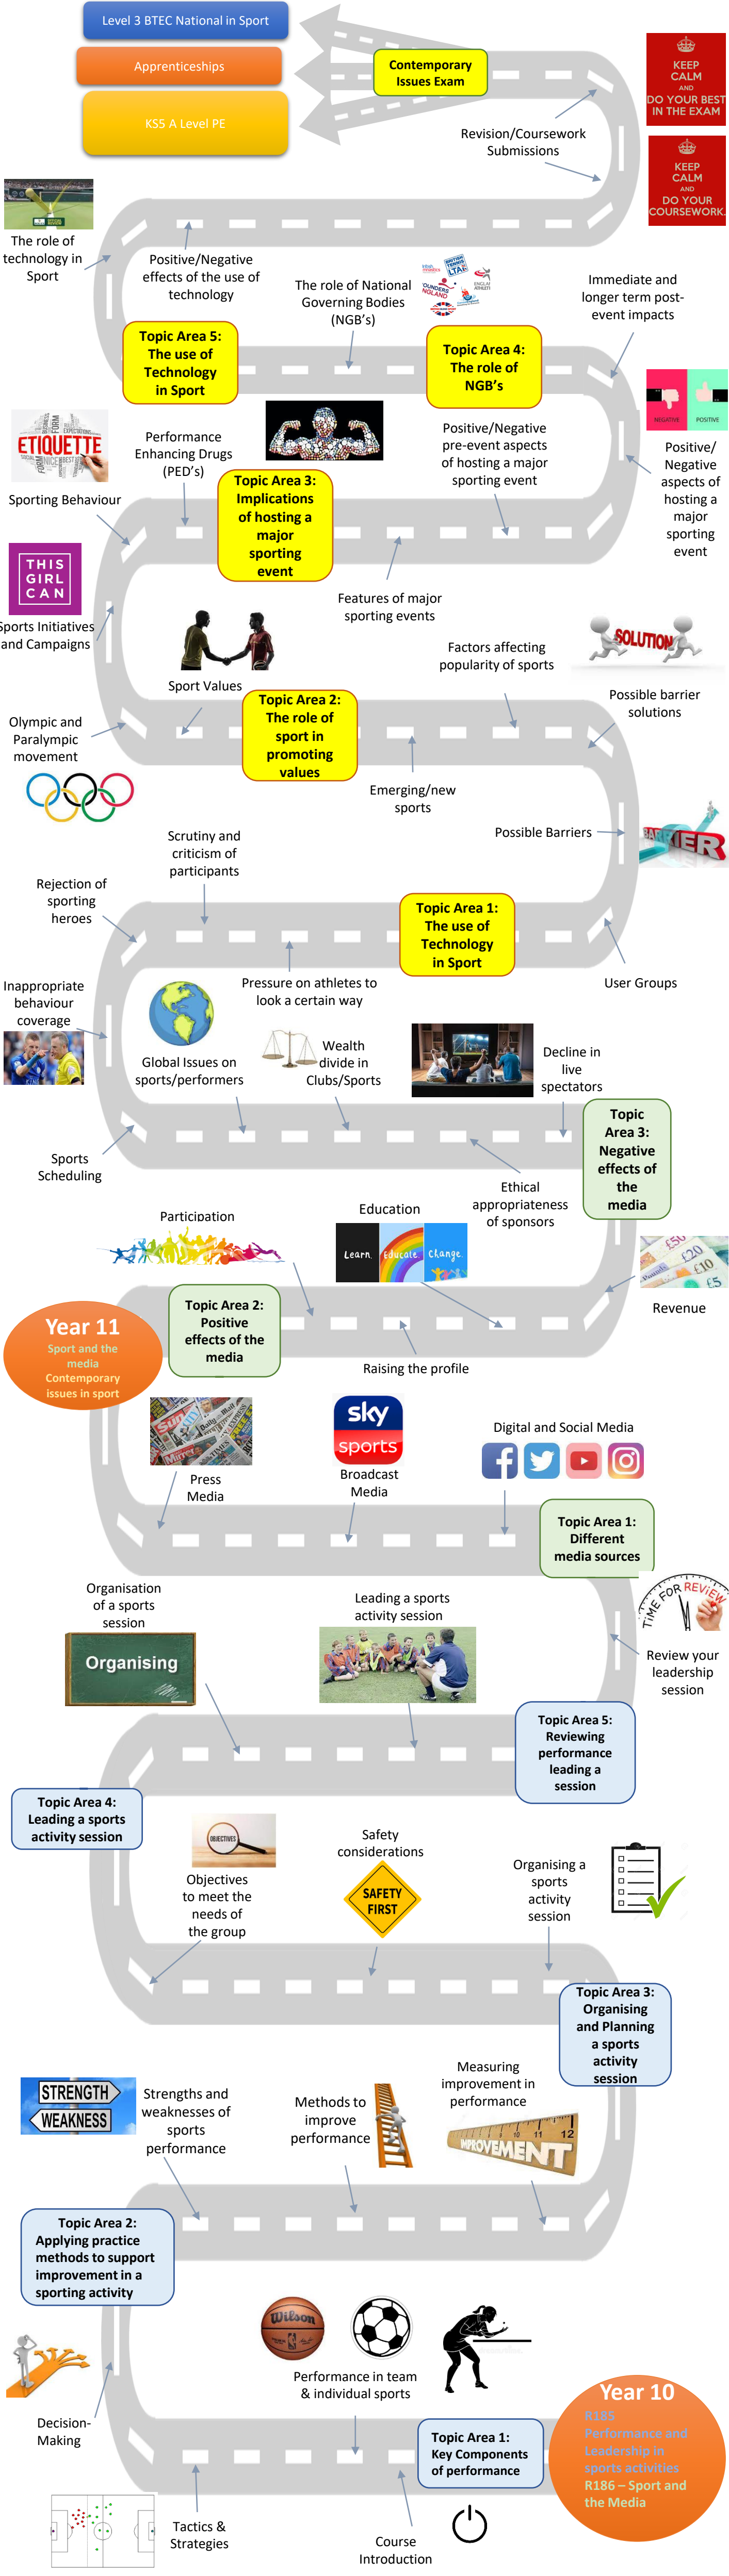 Level 3 BTEC National in Sport
Apprenticeships
KS5 A Level PE
Contemporary
Issues Exam
KEEP
CALM
AND
DO YOUR BEST
IN THE EXAM
Revision/Coursework
Submissions
KEEP
CALM
AND
DO YOUR
COURSEWORK.
The role of
technology in
Sport
Positive/Negative
effects of the use of
technology
The role of National
Governing Bodies
(NGB's)
BRITISH
TENNIS
LTA
Immediate and
longer term post-
event impacts
Topic Area 5:
The use of
Technology
in Sport
Topic Area 4:
The role of
NGB's
NEGATIVE
POSITIVE
ETIQUETTE
Performance
Enhancing Drugs
(PED's)
Positive/Negative
pre-event aspects
of hosting a major
sporting event
Positive/
Negative
aspects of
hosting a
major
sporting
event
Sporting Behaviour
Topic Area 3:
Implications
of hosting a
major
sporting
event
THIS
GIRL
CAN
Features of major
sporting events
Sports Initiatives
and Campaigns
Factors affecting
popularity of sports
SOLUTION
Sport Values
Possible barrier
solutions
Topic Area 2:
The role of
sport in
promoting
values
Olympic and
Paralympic
movement
Emerging/new
sports
Possible Barriers
BARRIER
Scrutiny and
criticism of
participants
Rejection of
sporting
heroes
Topic Area 1:
The use of
Technology
in Sport
Pressure on athletes to
look a certain way
User Groups
Inappropriate
behaviour
coverage
Global Issues on
sports/performers
Wealth
divide in
Clubs/Sports
Decline in
live
spectators
Topic
Area 3:
Negative
effects of
the
media
Sports
Scheduling
Ethical
appropriateness
of sponsors
Participation
Education
Learn. Educate Change.
£50
£20
£10
£5
Revenue
Topic Area 2:
Positive
effects of the
media
Year 11
Sport and the
media
Contemporary
issues in sport
Raising the profile
Sun
Daily Mail
Mirror
sky
sports
Digital and Social Media
Press
Media
Broadcast
Media
Topic Area 1:
Different
media sources
TIME FOR REVIEW
Organisation
of a sports
session
Leading a sports
activity session
Organising
Review your
leadership
session
Topic Area 5:
Reviewing
performance
leading a
session
Topic Area 4:
Leading a sports
activity session
OBJECTIVES
Safety
considerations
SAFETY
FIRST
Organising a
sports
activity
session
Objectives
to meet the
needs of
the group
Topic Area 3:
Organising
and Planning
a sports
activity
session
Measuring
improvement in
performance
STRENGTH
WEAKNESS
Strengths and
weaknesses of
sports
performance
Methods to
improve
performance
10 11 12
IMPROVEMENT
Topic Area 2:
Applying practice
methods to support
improvement in a
sporting activity
Wilson
Performance in team
& individual sports
Decision-
Making
Topic Area 1:
Key Components
of performance
Year 10
R185
Performance and
Leadership in
sports activities
R186 – Sport and
the Media
Tactics &
Strategies
Course
Introduction